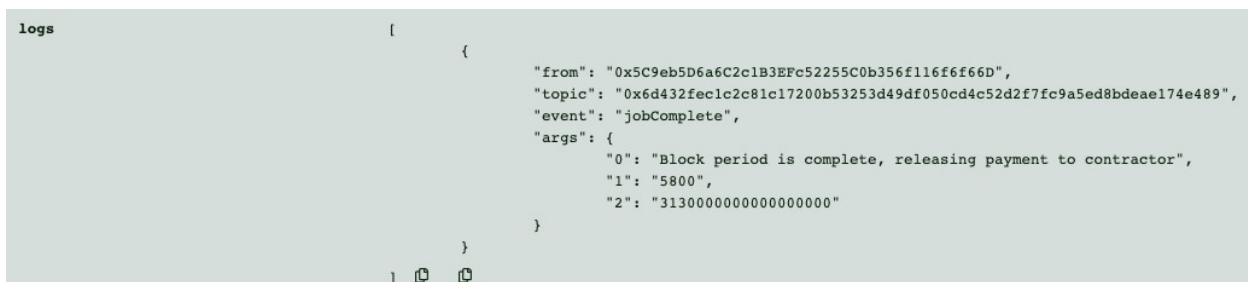 logs [
{
"from": "0x5C9eb5D6a6C2c1B3EFc52255C0b356f116f6f66D",
"topic": "0x6d432fec1c2c81c17200b53253d49df050cd4c52d2f7fc9a5ed8bdeae174e489",
"event": "jobComplete",
"args": {
"0": "Block period is complete, releasing payment to contractor",
"1": "5800",
"2": "3130000000000000000"
}
}
]